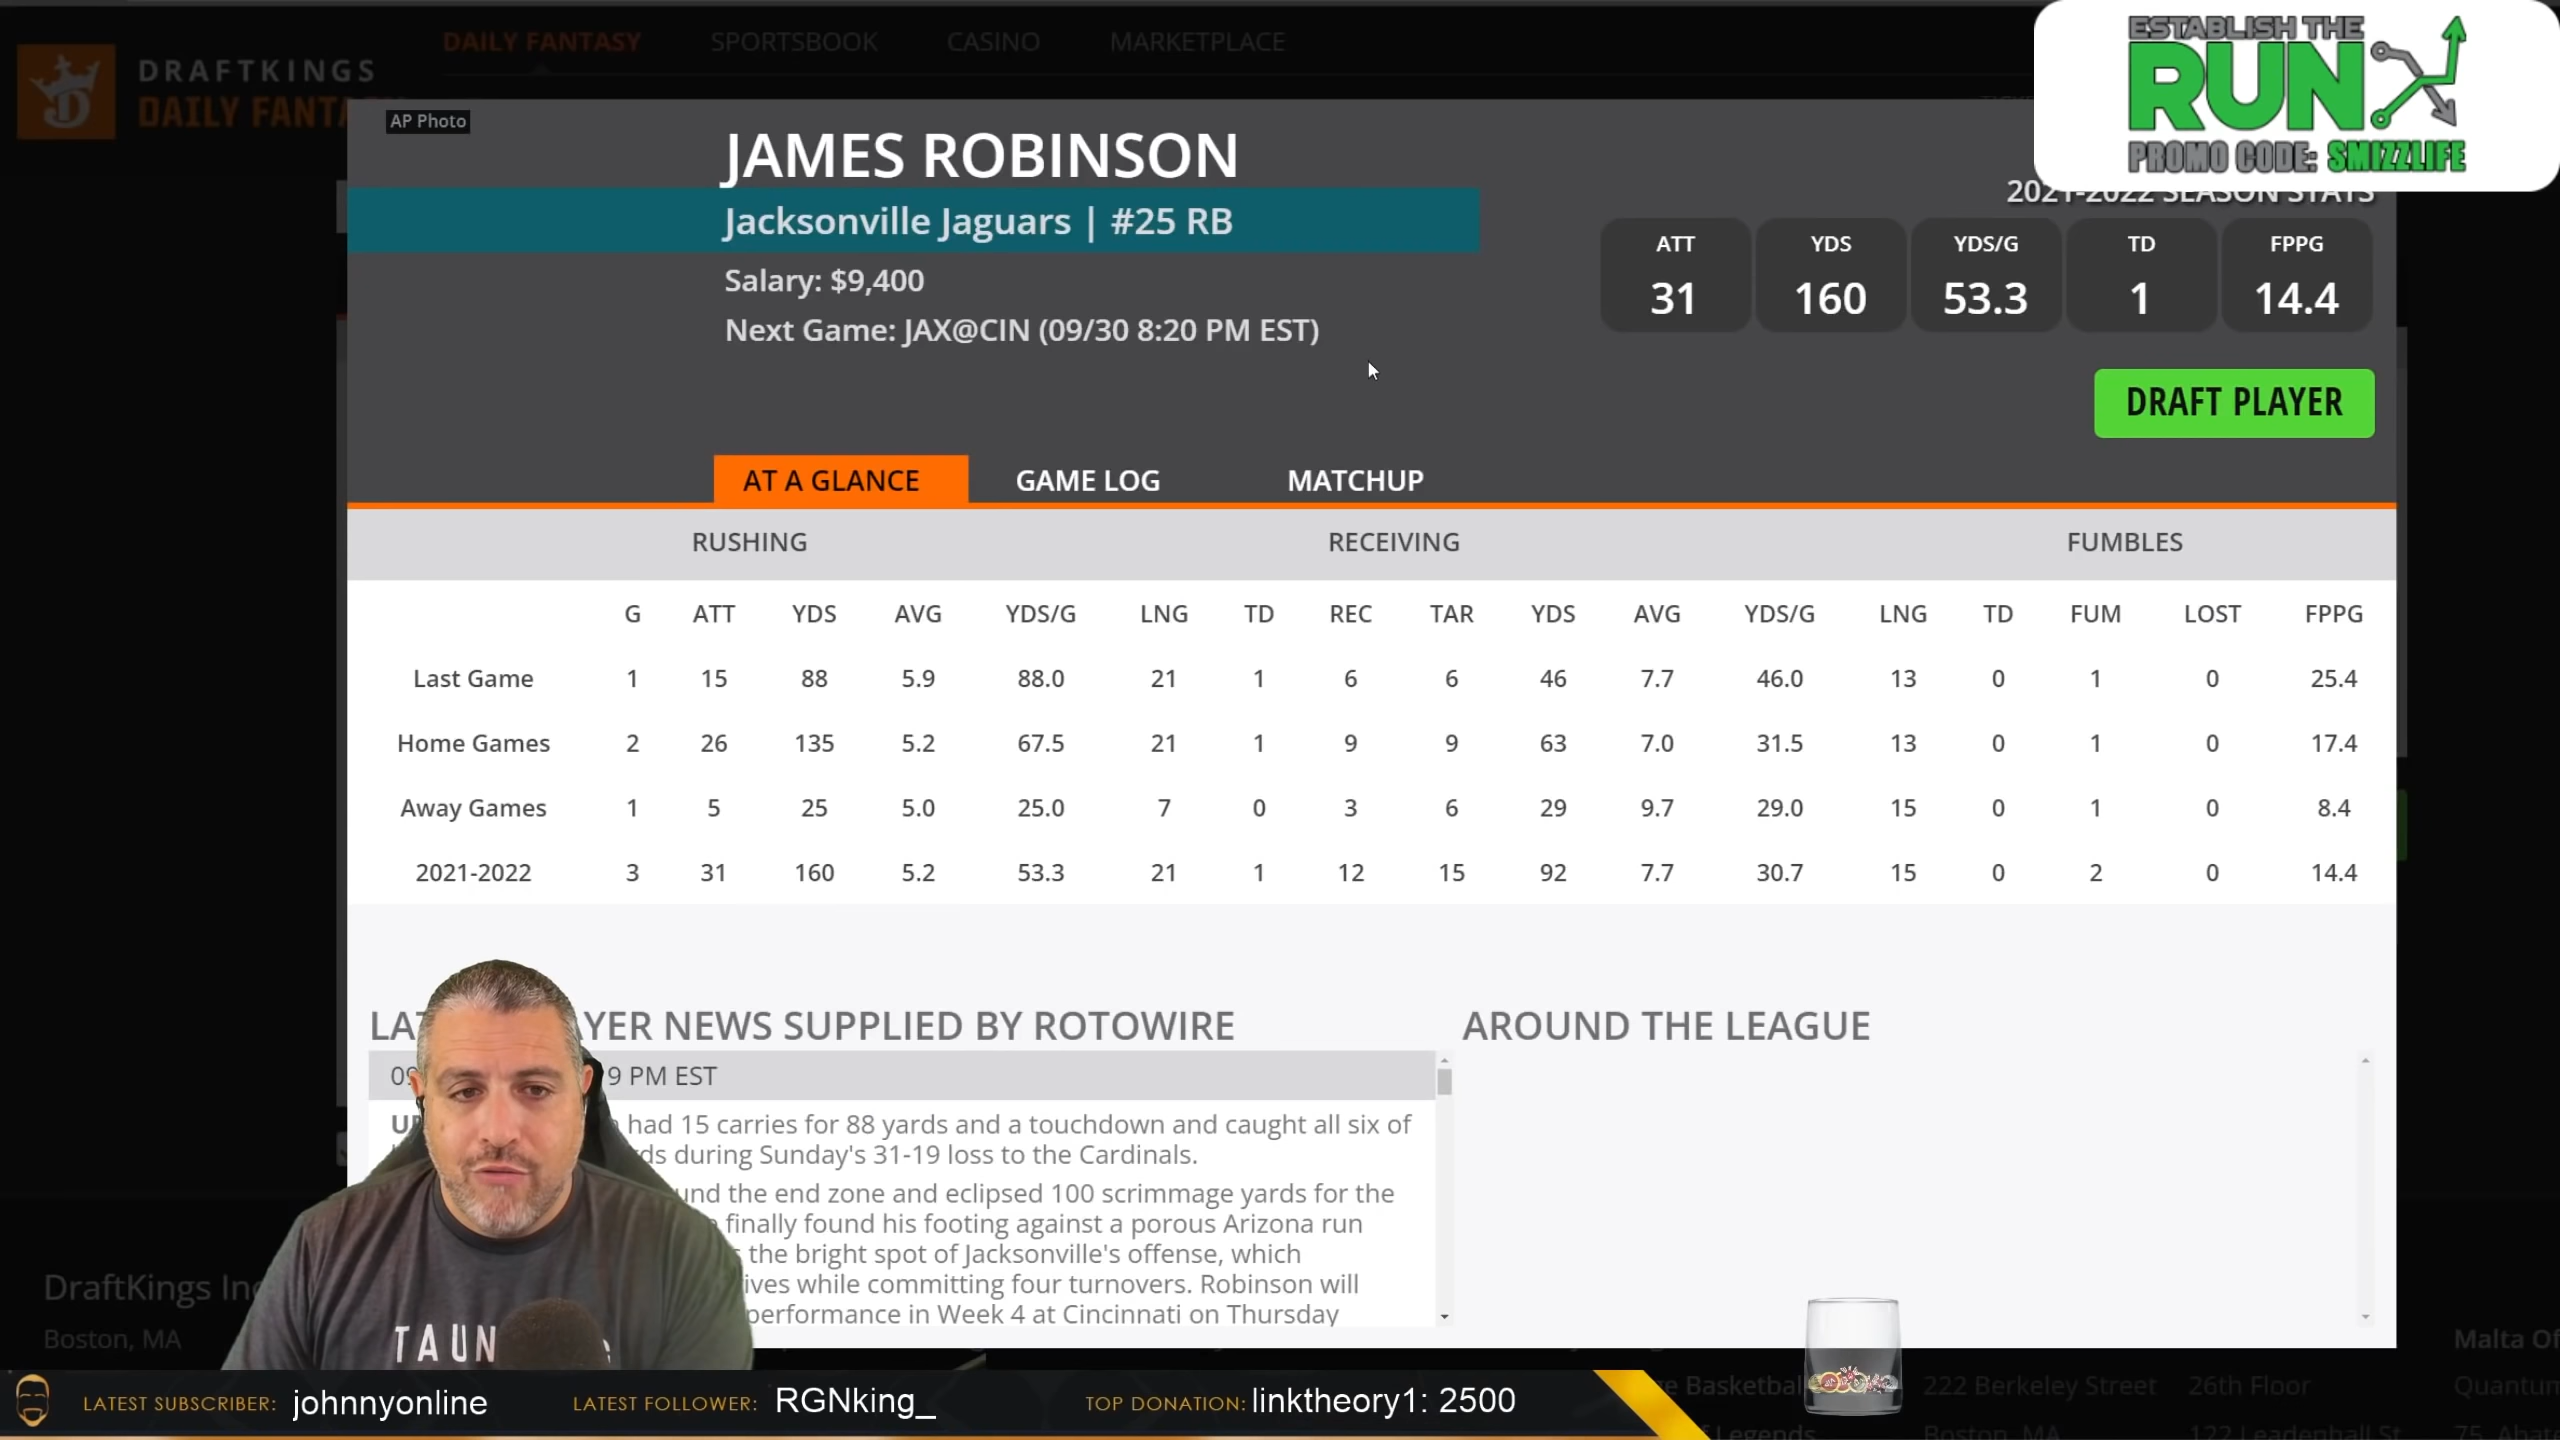 DRAFTKINGS
DAILY FANTASY SPORTSBOOK CASINO MARKETPLACE
DAILY
ESTABLISH THE
RUN
PROMO CODE: SMIZZLIFE
AP Photo
JAMES ROBINSON
Jacksonville Jaguars | #25 RB
Salary: $9,400
Next Game: JAX@CIN (09/30 8:20 PM EST)
2021-2022 SEASON STATS
ATT YDS YDS/G TD FPPG
31 160 53.3 1 14.4
DRAFT PLAYER
AT A GLANCE GAME LOG MATCHUP
RUSHING RECEIVING FUMBLES
G ATT YDS AVG YDS/G LNG TD REC TAR YDS AVG YDS/G LNG TD FUM LOST FPPG
Last Game 1 15 88 5.9 88.0 21 1 6 6 46 7.7 46.0 13 0 1 0 25.4
Home Games 2 26 135 5.2 67.5 21 1 9 9 63 7.0 31.5 13 0 1 0 17.4
Away Games 1 5 25 5.0 25.0 7 0 3 6 29 9.7 29.0 15 0 1 0 8.4
2021-2022 3 31 160 5.2 53.3 21 1 12 15 92 7.7 30.7 15 0 2 0 14.4
NEWS SUPPLIED BY ROTOWIRE
AROUND THE LEAGUE
9 PM EST
had 15 carries for 88 yards and a touchdown and caught all six of
during Sunday's 31-19 loss to the Cardinals.
the end zone and eclipsed 100 scrimmage yards for the
finally found his footing against a porous Arizona run
the bright spot of Jacksonville's offense, which
while committing four turnovers. Robinson will
performance in Week 4 at Cincinnati on Thursday
DraftKings
Boston, MA
TAUN
Malta
222 Berkeley Street 26th Floor
Legends Boston, MA 122 Leadenhall St 75,
LATEST SUBSCRIBER: johnnyonline LATEST FOLLOWER: RGNking_ TOP DONATION: linktheory1: 2500